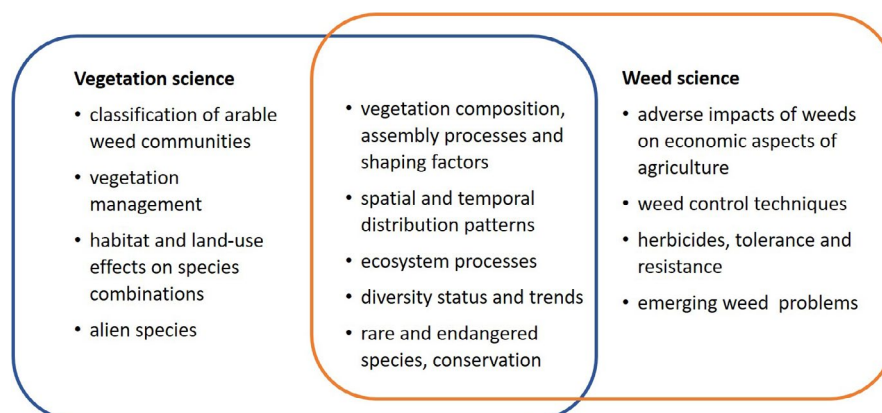 Vegetation science
• classification of arable
weed communities
• vegetation
management
• habitat and land-use
effects on species
combinations
• alien species
• vegetation composition,
assembly processes and
shaping factors
• spatial and temporal
distribution patterns
• ecosystem processes
• diversity status and trends
• rare and endangered
species, conservation
Weed science
• adverse impacts of weeds
on economic aspects of
agriculture
• weed control techniques
• herbicides, tolerance and
resistance
• emerging weed problems